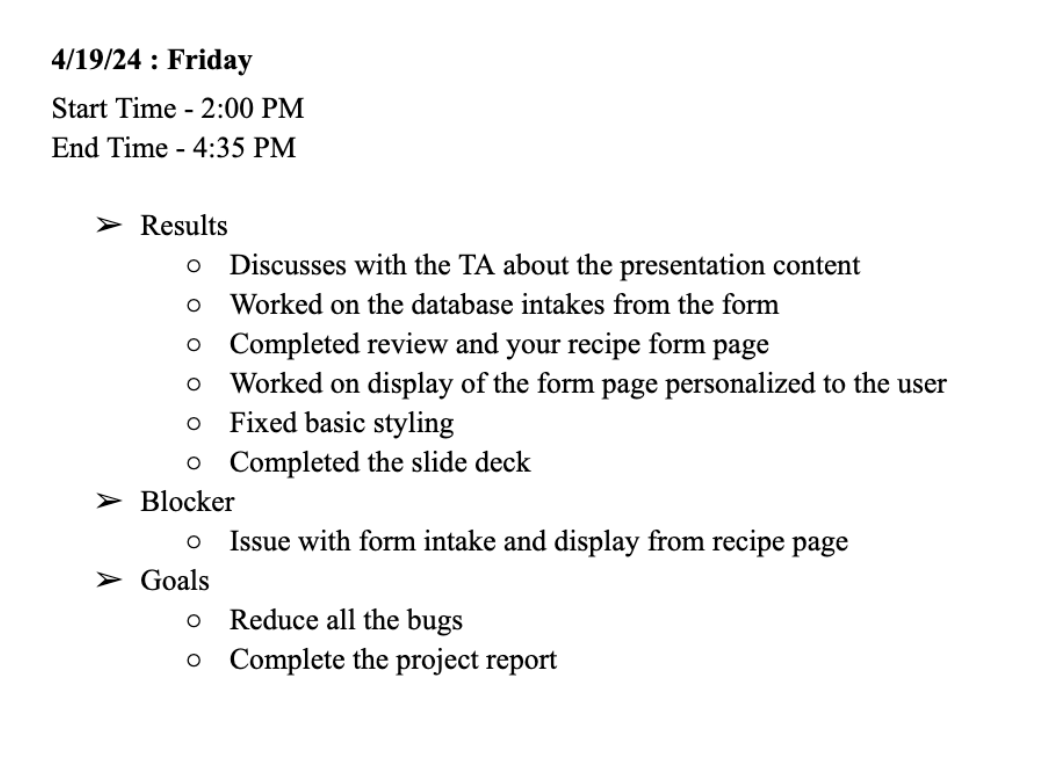 4/19/24 : Friday
Start Time - 2:00 PM
End Time - 4:35 PM
➢ Results
○ Discusses with the TA about the presentation content
○ Worked on the database intakes from the form
○ Completed review and your recipe form page
○ Worked on display of the form page personalized to the user
○ Fixed basic styling
○ Completed the slide deck
➢ Blocker
○ Issue with form intake and display from recipe page
➢ Goals
○ Reduce all the bugs
○ Complete the project report